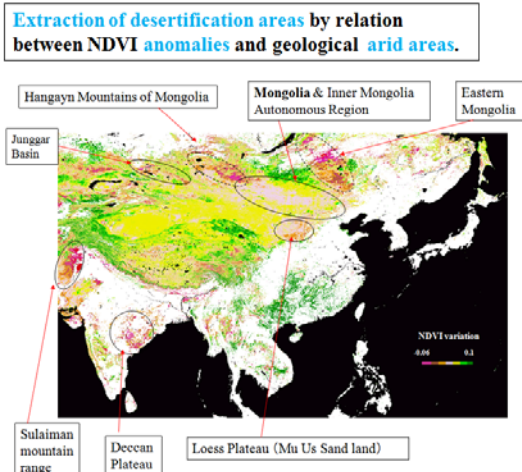 Extraction of desertification areas by relation
between NDVI anomalies and geological arid areas.
Hangayn Mountains of Mongolia
Mongolia & Inner Mongolia
Autonomous Region
Eastern
Mongolia
Junggar
Basin
NDVI variation
-0.06 0.1
Sulaiman
mountain
range
Deccan
Plateau
Loess Plateau (Mu Us Sand land)